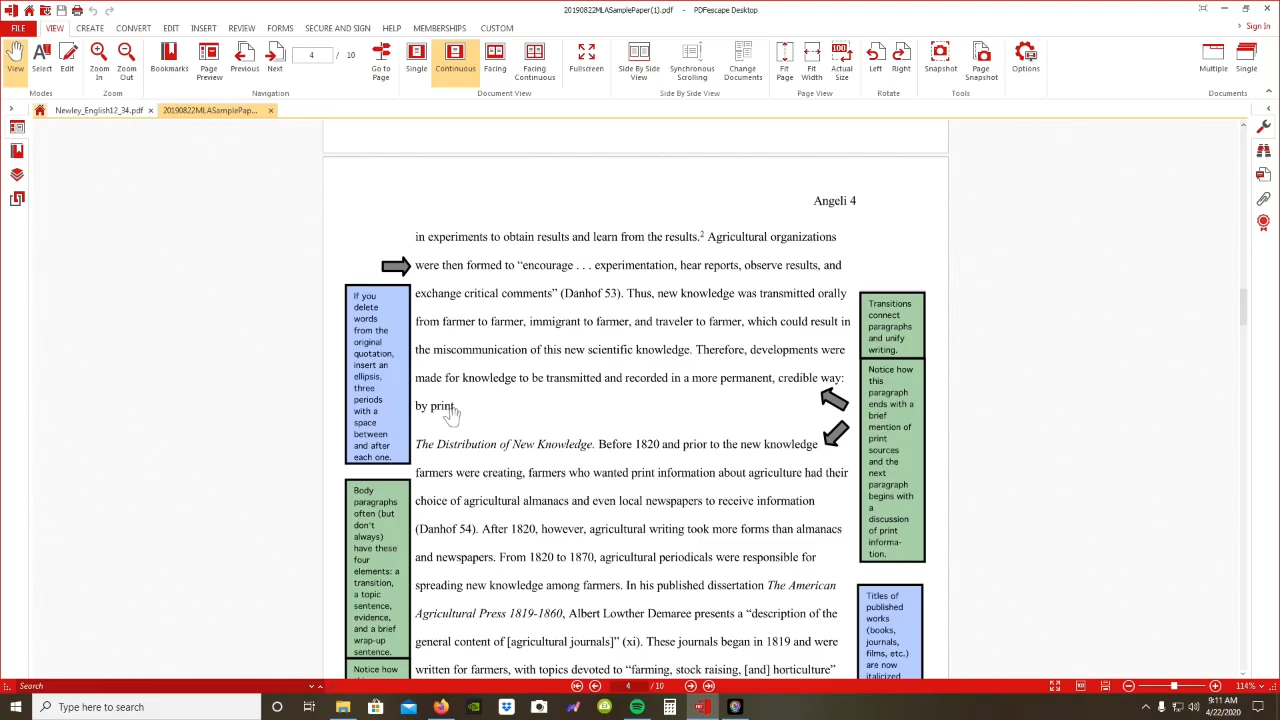 20190822MLASamplePaper(1).pdf - PDFescape Desktop
FILE VIEW CREATE CONVERT EDIT INSERT REVIEW FORMS SECURE AND SIGN HELP MEMBERSHIPS CUSTOM
Sign In
View Select Edit Zoom In Zoom Out Bookmarks Page Preview Previous Next 4 / 10 Go to Page Single Continuous Facing Facing Continuous Fullscreen Side By Side View Synchronous Scrolling Change Documents Fit Page Fit Width Actual Size Left Right Snapshot Page Snapshot Options Multiple Single
Modes Zoom Navigation Document View Side By Side View Page View Rotate Tools Documents
Newley_English12_34.pdf × 20190822MLASamplePap... ×
Angeli 4
in experiments to obtain results and learn from the results.² Agricultural organizations
were then formed to “encourage . . . experimentation, hear reports, observe results, and
exchange critical comments” (Danhof 53). Thus, new knowledge was transmitted orally
from farmer to farmer, immigrant to farmer, and traveler to farmer, which could result in
the miscommunication of this new scientific knowledge. Therefore, developments were
made for knowledge to be transmitted and recorded in a more permanent, credible way:
by print.
The Distribution of New Knowledge. Before 1820 and prior to the new knowledge
farmers were creating, farmers who wanted print information about agriculture had their
choice of agricultural almanacs and even local newspapers to receive information
(Danhof 54). After 1820, however, agricultural writing took more forms than almanacs
and newspapers. From 1820 to 1870, agricultural periodicals were responsible for
spreading new knowledge among farmers. In his published dissertation The American
Agricultural Press 1819-1860, Albert Lowther Demaree presents a “description of the
general content of [agricultural journals]” (xi). These journals began in 1819 and were
written for farmers, with topics devoted to “farming, stock raising, [and] horticulture”
If you
delete
words
from the
original
quotation,
insert an
ellipsis,
three
periods
with a
space
between
and after
each one.
Body
paragraphs
often (but
don't
always)
have these
four
elements: a
transition,
a topic
sentence,
evidence,
and a brief
wrap-up
sentence.
Notice how
Transitions
connect
paragraphs
and unify
writing.
Notice how
this
paragraph
ends with a
brief
mention of
print
sources
and the
next
paragraph
begins with
a
discussion
of print
informa-
tion.
Titles of
published
works
(books,
journals,
films, etc.)
are now
italicized
Search
4 / 10
114%
Type here to search
9:11 AM
4/22/2020